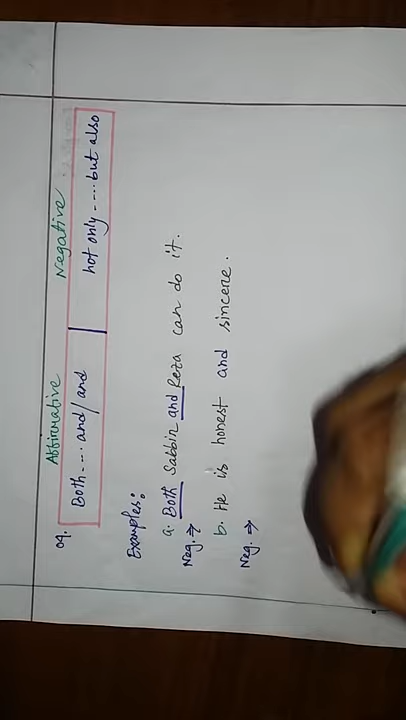 Affirmative Negative
09. Both .... and/and not only ..... but also
Examples:
a. Both Sabbir and Reza can do it.
Neg. ⇒
b. He is honest and sincere.
Neg. ⇒